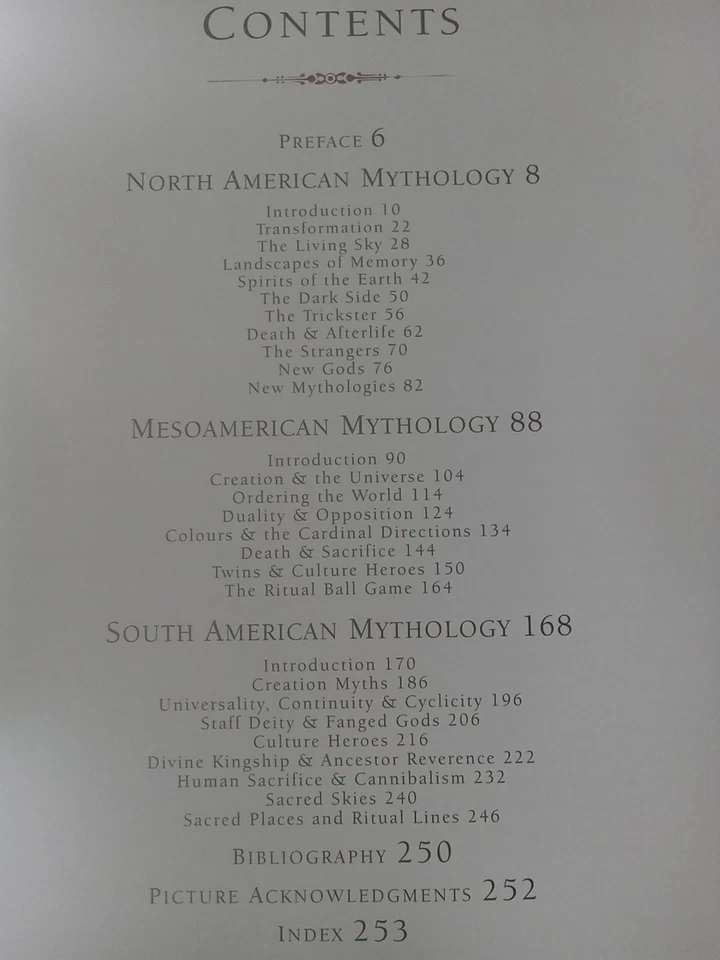 CONTENTS
PREFACE 6
NORTH AMERICAN MYTHOLOGY 8
Introduction 10
Transformation 22
The Living Sky 28
Landscapes of Memory 36
Spirits of the Earth 42
The Dark Side 50
The Trickster 56
Death & Afterlife 62
The Strangers 70
New Gods 76
New Mythologies 82
MESOAMERICAN MYTHOLOGY 88
Introduction 90
Creation & the Universe 104
Ordering the World 114
Duality & Opposition 124
Colours & the Cardinal Directions 134
Death & Sacrifice 144
Twins & Culture Heroes 150
The Ritual Ball Game 164
SOUTH AMERICAN MYTHOLOGY 168
Introduction 170
Creation Myths 186
Universality, Continuity & Cyclicity 196
Staff Deity & Fanged Gods 206
Culture Heroes 216
Divine Kingship & Ancestor Reverence 222
Human Sacrifice & Cannibalism 232
Sacred Skies 240
Sacred Places and Ritual Lines 246
BIBLIOGRAPHY 250
PICTURE ACKNOWLEDGMENTS 252
INDEX 253